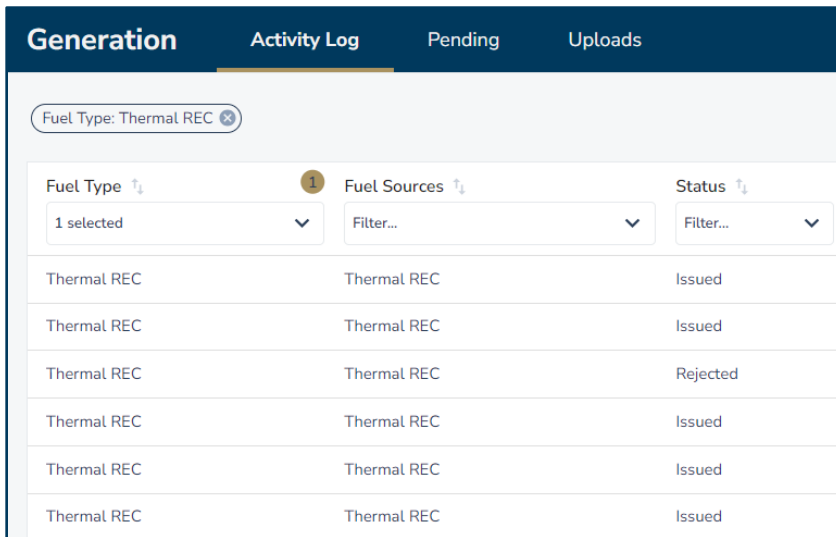 Generation Activity Log Pending Uploads
Fuel Type: Thermal REC
Fuel Type 1 Fuel Sources Status
1 selected Filter... Filter...
Thermal REC Thermal REC Issued
Thermal REC Thermal REC Issued
Thermal REC Thermal REC Rejected
Thermal REC Thermal REC Issued
Thermal REC Thermal REC Issued
Thermal REC Thermal REC Issued